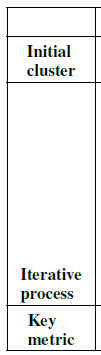 Initial
cluster
Iterative
process
Key
metric